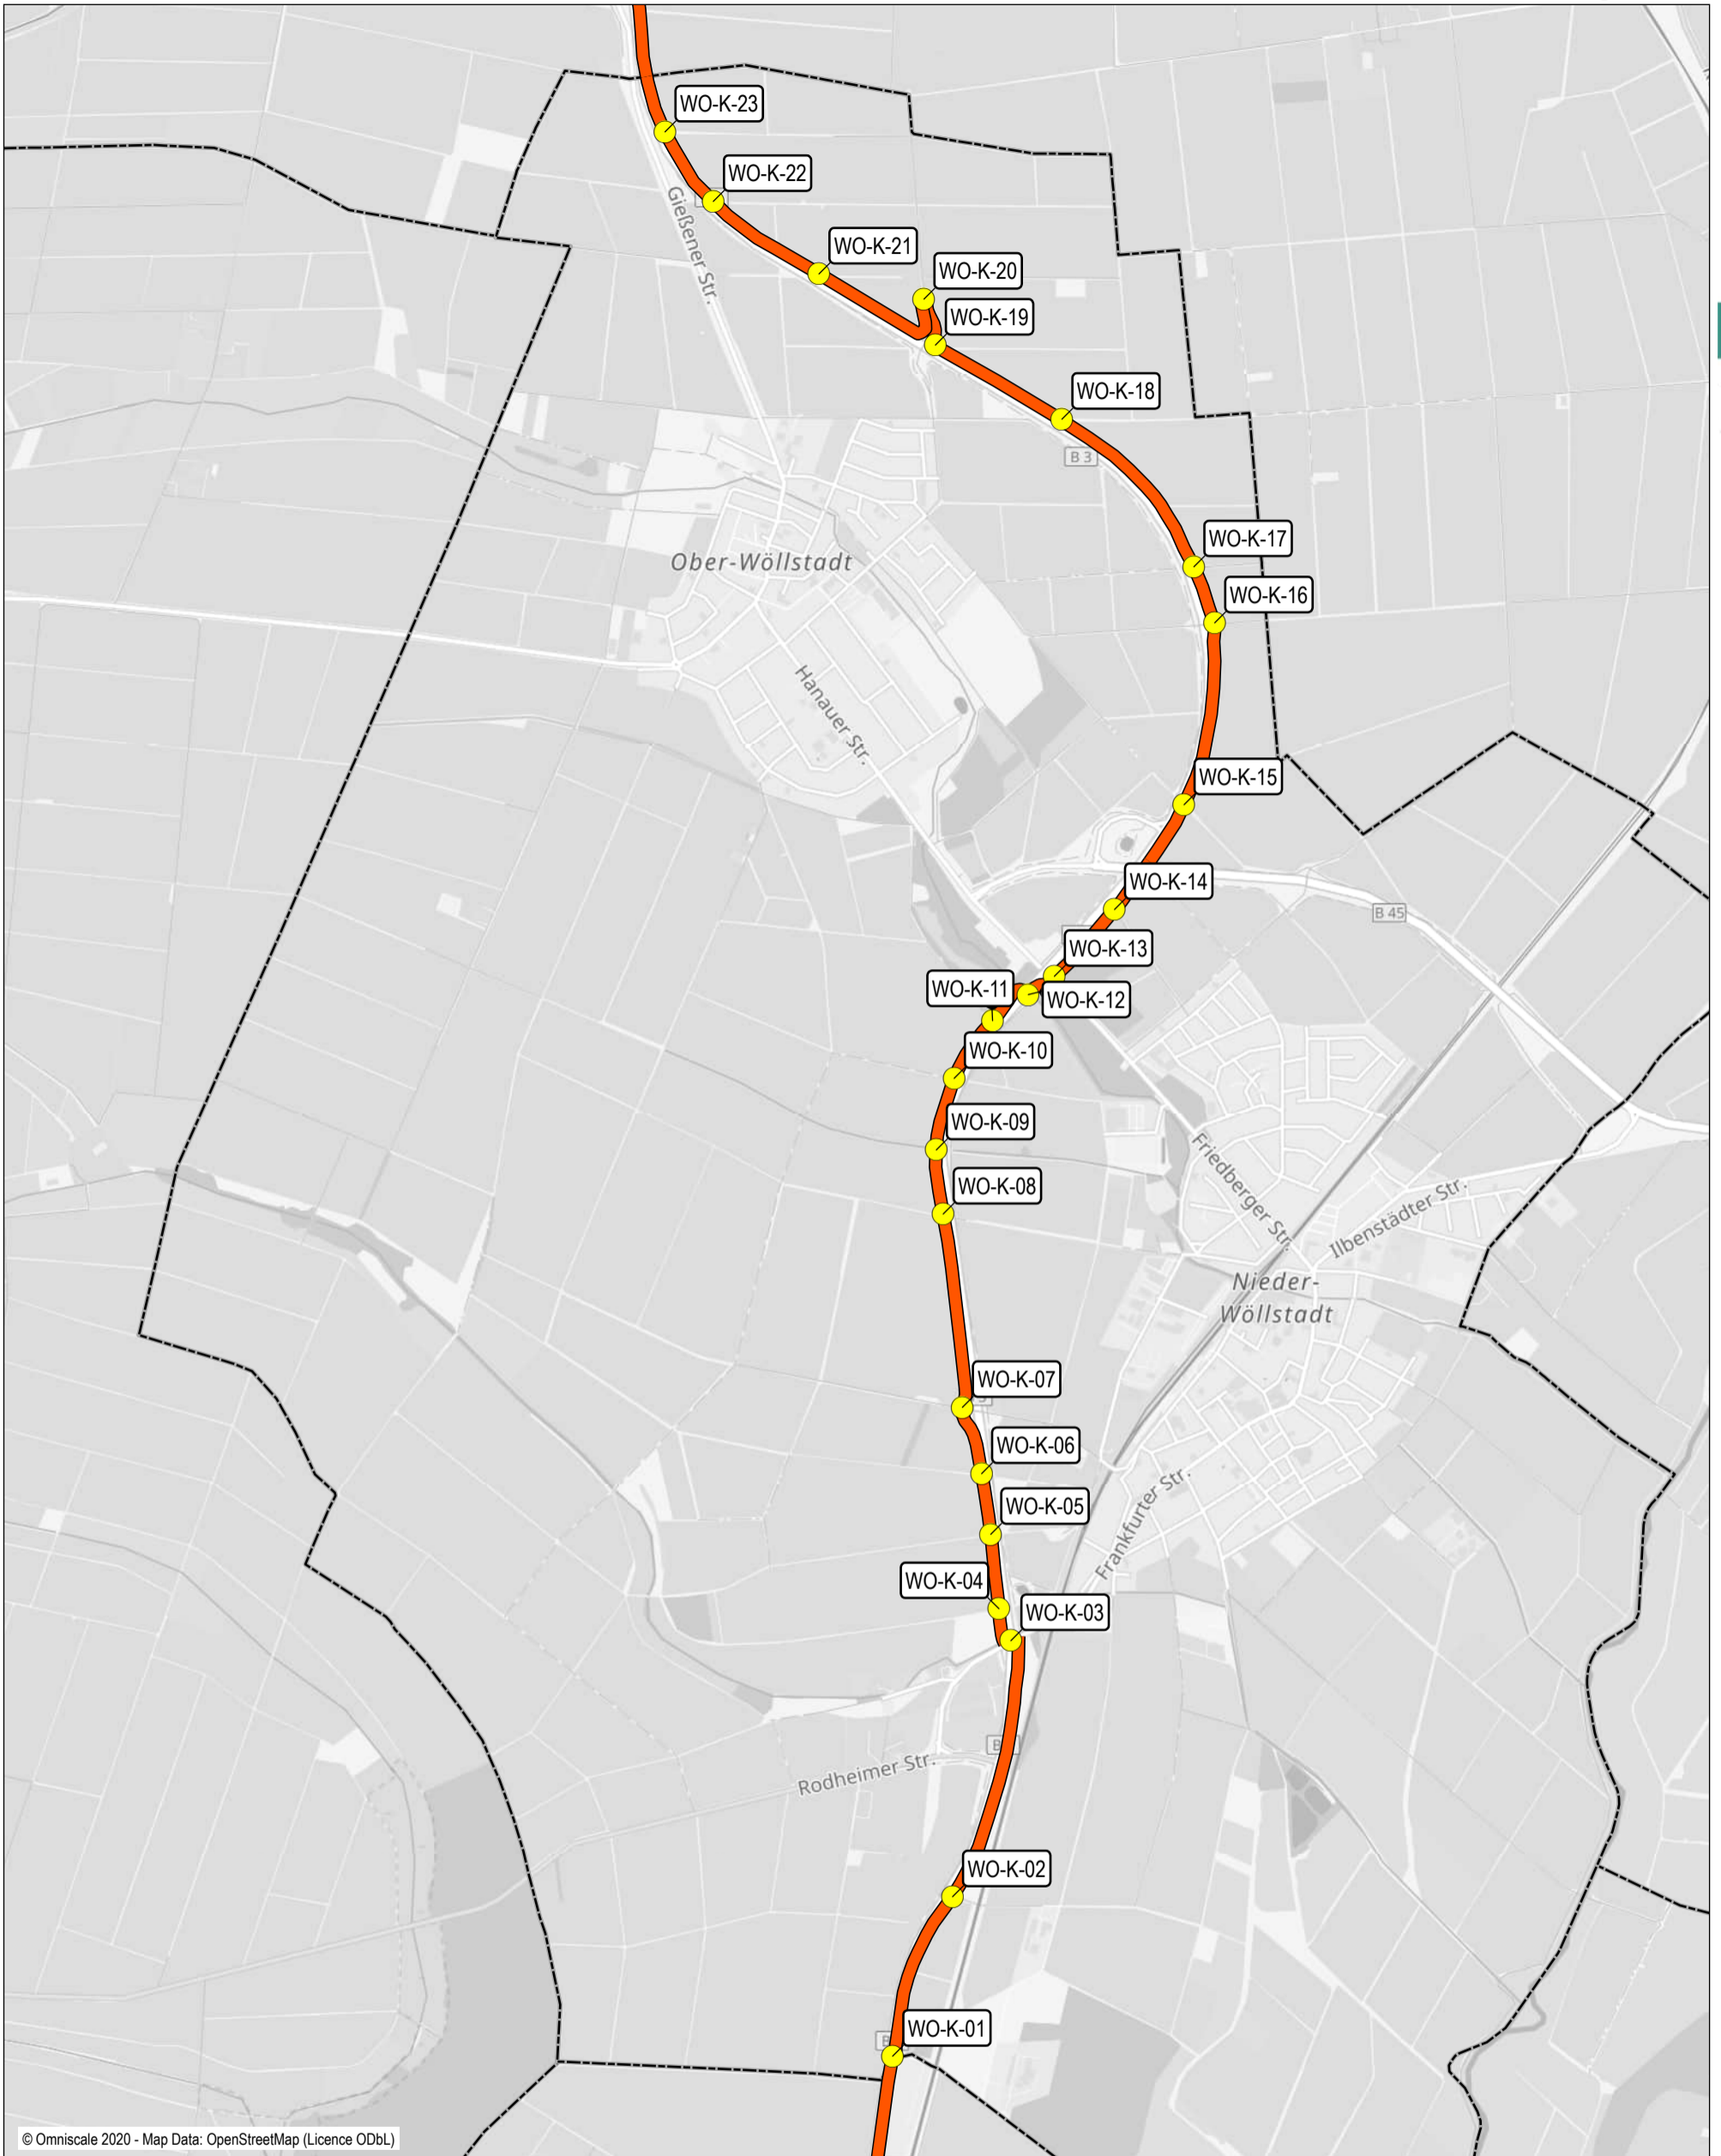 WO-K-23
WO-K-22
Gießener Str.
WO-K-21
WO-K-20
WO-K-19
WO-K-18
B 3
WO-K-17
Ober-Wöllstadt
WO-K-16
Hanauer Str.
WO-K-15
WO-K-14
B 45
WO-K-13
WO-K-11
WO-K-12
WO-K-10
WO-K-09
Friedberger Str.
WO-K-08
Ilbenstädter Str.
Nieder-
Wöllstadt
WO-K-07
WO-K-06
WO-K-05
Frankfurter Str.
WO-K-04
WO-K-03
B
Rodheimer Str.
WO-K-02
WO-K-01
B
© Omniscale 2020 - Map Data: OpenStreetMap (Licence ODbL)